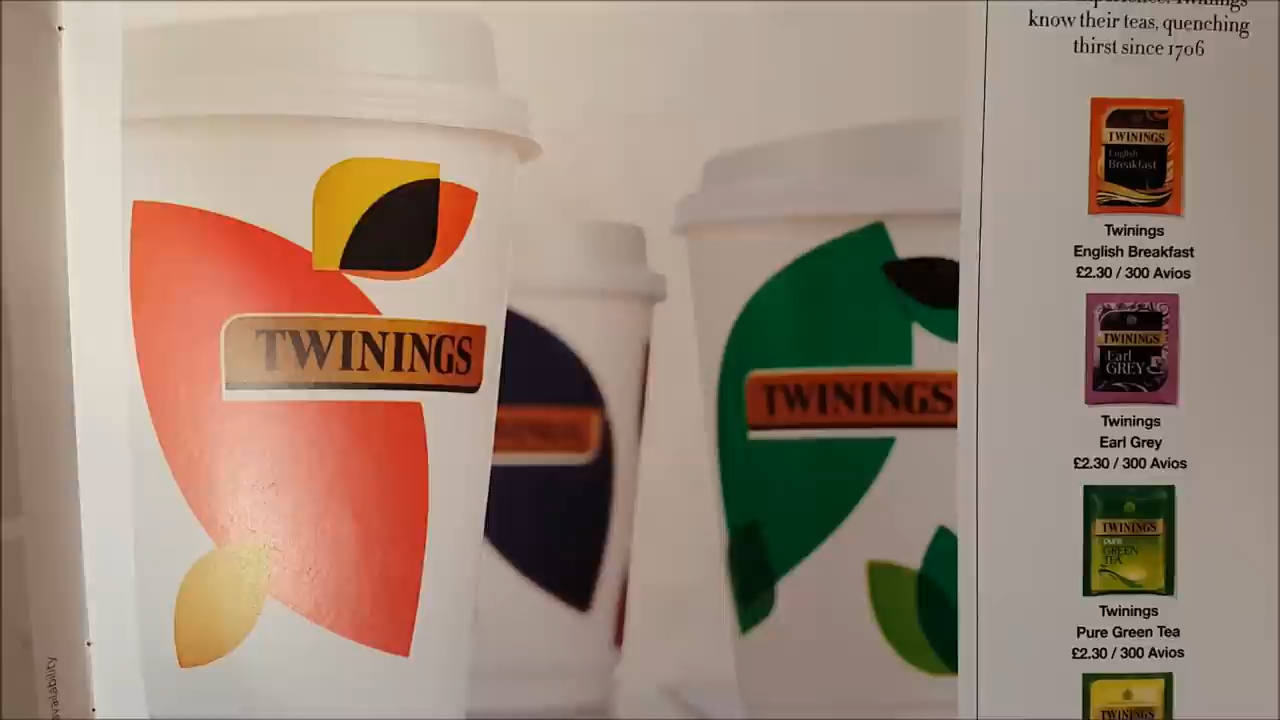 TWININGS
TWININGS
TWININGS
know their teas, quenching
thirst since 1706
TWININGS
English
Breakfast
Twinings
English Breakfast
£2.30 / 300 Avios
TWININGS
Earl
GREY
Twinings
Earl Grey
£2.30 / 300 Avios
TWININGS
pure
GREEN
TEA
Twinings
Pure Green Tea
£2.30 / 300 Avios
TWININGS